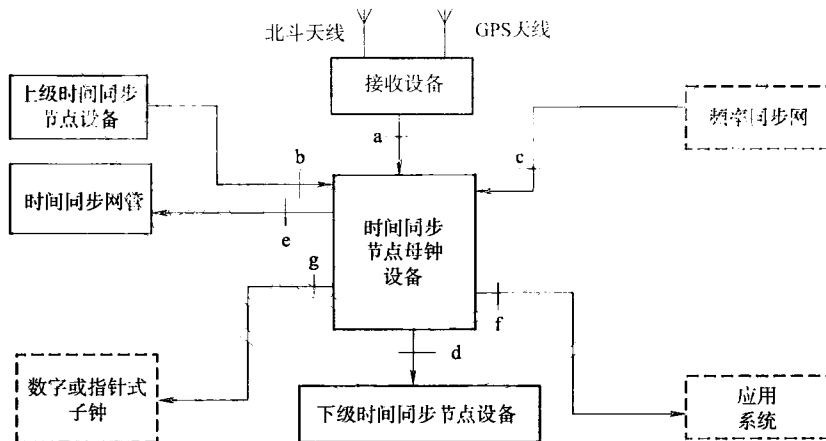 北斗天线
GPS天线
接收设备
上级时间同步
节点设备
频率同步网
a
b
c
时间同步网管
e
时间同步
节点母钟
设备
g
f
d
数字或指针式
子钟
下级时间同步节点设备
应用
系统